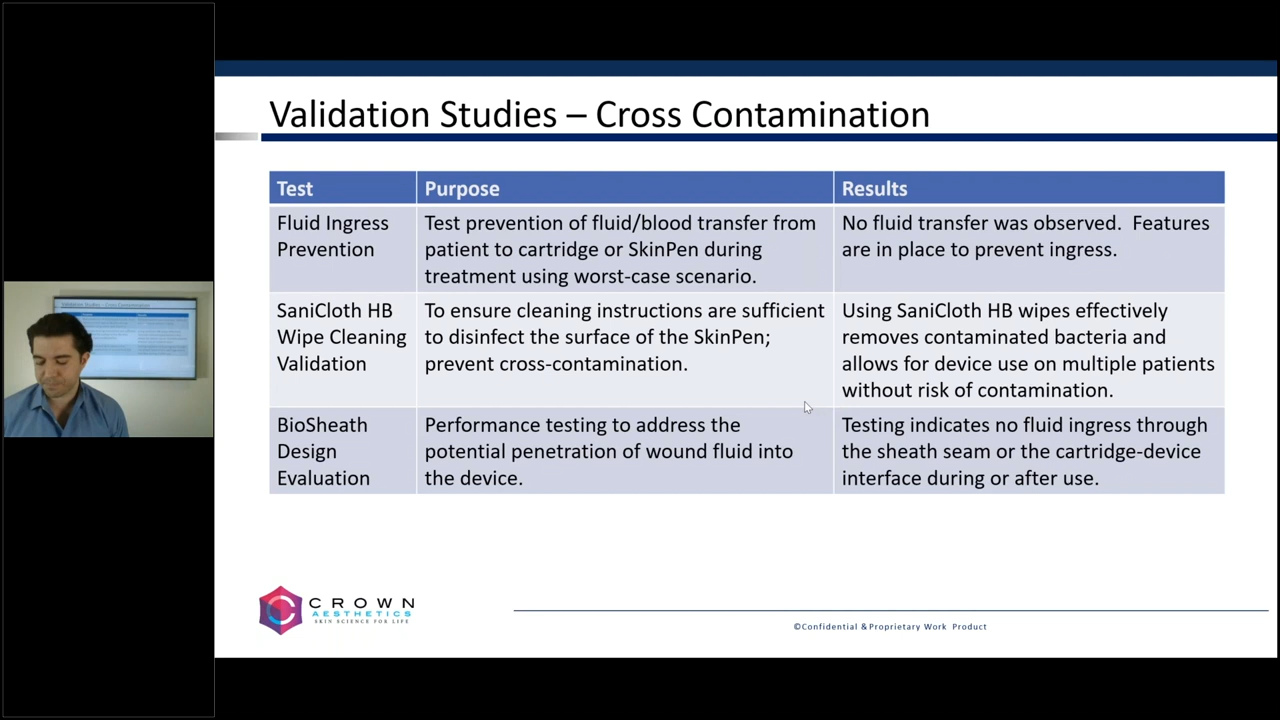 Validation Studies – Cross Contamination
Test
Purpose
Results
Fluid Ingress
Prevention
Test prevention of fluid/blood transfer from
patient to cartridge or SkinPen during
treatment using worst-case scenario.
No fluid transfer was observed.  Features
are in place to prevent ingress.
SaniCloth HB
Wipe Cleaning
Validation
To ensure cleaning instructions are sufficient
to disinfect the surface of the SkinPen;
prevent cross-contamination.
Using SaniCloth HB wipes effectively
removes contaminated bacteria and
allows for device use on multiple patients
without risk of contamination.
BioSheath
Design
Evaluation
Performance testing to address the
potential penetration of wound fluid into
the device.
Testing indicates no fluid ingress through
the sheath seam or the cartridge-device
interface during or after use.
CROWN
AESTHETICS
SKIN SCIENCE FOR LIFE
©Confidential & Proprietary Work Product
Validation Studies – Cross Contamination